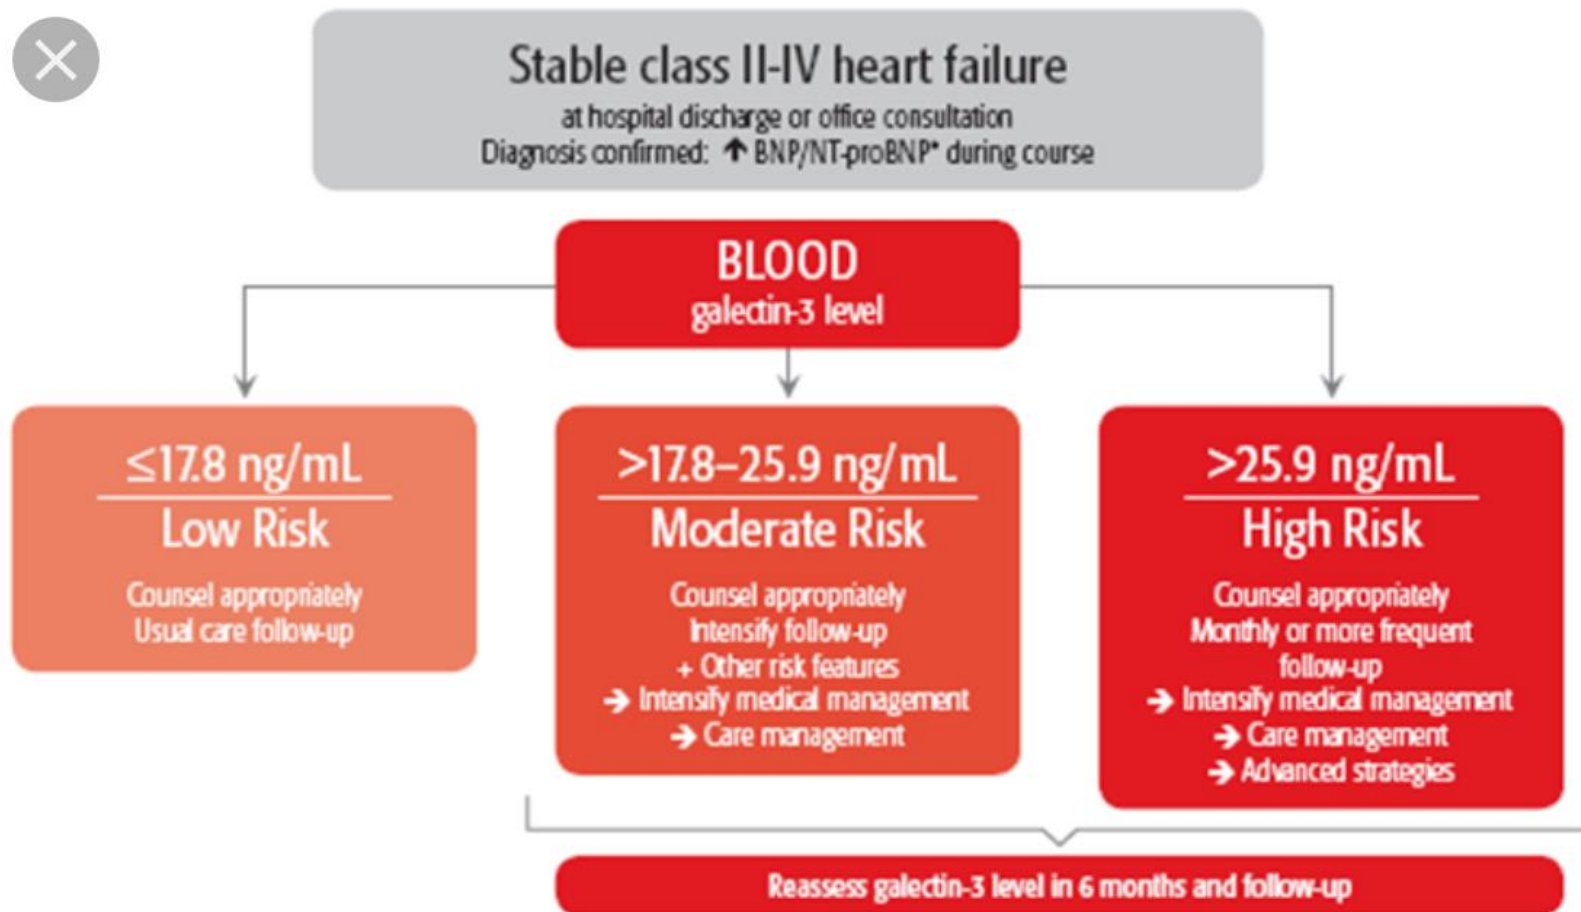 Stable class II-IV heart failure
at hospital discharge or office consultation
Diagnosis confirmed: ↑ BNP/NT-proBNP* during course
BLOOD
galectin-3 level
≤17.8 ng/mL
Low Risk
Counsel appropriately
Usual care follow-up
>17.8–25.9 ng/mL
Moderate Risk
Counsel appropriately
Intensify follow-up
+ Other risk features
→ Intensify medical management
→ Care management
>25.9 ng/mL
High Risk
Counsel appropriately
Monthly or more frequent
follow-up
→ Intensify medical management
→ Care management
→ Advanced strategies
Reassess galectin-3 level in 6 months and follow-up